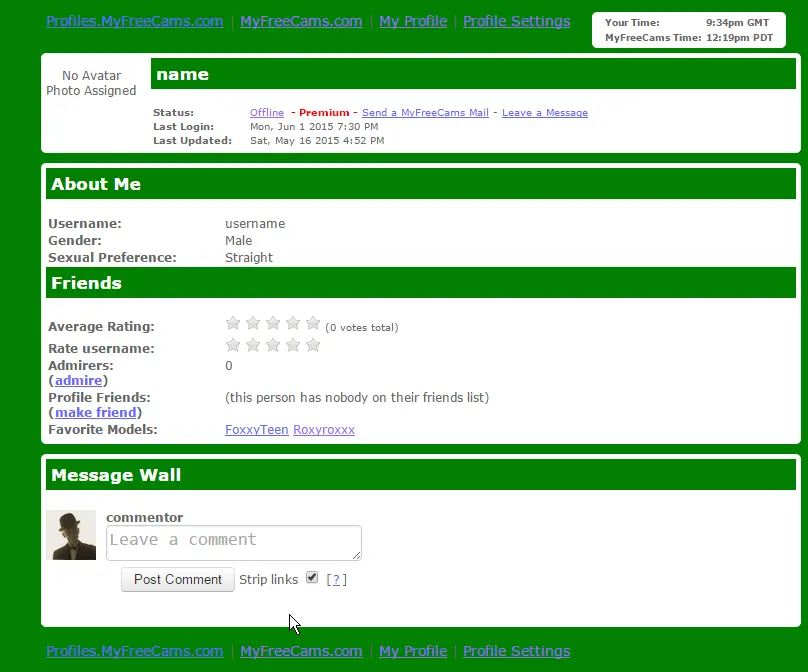 Profiles.MyFreeCams.com | MyFreeCams.com | My Profile | Profile Settings
Your Time: 9:34pm GMT
MyFreeCams Time: 12:19pm PDT
No Avatar
Photo Assigned
name
Status: Offline - Premium - Send a MyFreeCams Mail - Leave a Message
Last Login: Mon, Jun 1 2015 7:30 PM
Last Updated: Sat, May 16 2015 4:52 PM
About Me
Username: username
Gender: Male
Sexual Preference: Straight
Friends
Average Rating: (0 votes total)
Rate username:
Admirers: 0
(admire)
Profile Friends: (this person has nobody on their friends list)
(make friend)
Favorite Models: FoxxyTeen Roxyroxxx
Message Wall
commentor
Leave a comment
Post Comment Strip links [?]
Profiles.MyFreeCams.com | MyFreeCams.com | My Profile | Profile Settings